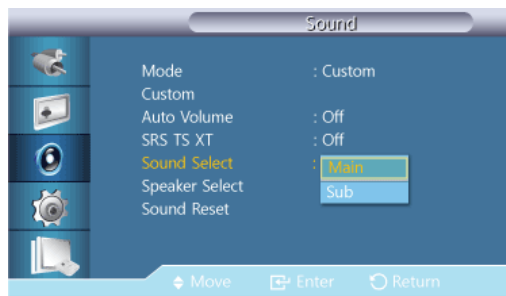 Sound
Mode : Custom
Custom
Auto Volume : Off
SRS TS XT : Off
Sound Select : Main
Speaker Select Sub
Sound Reset
Move Enter Return